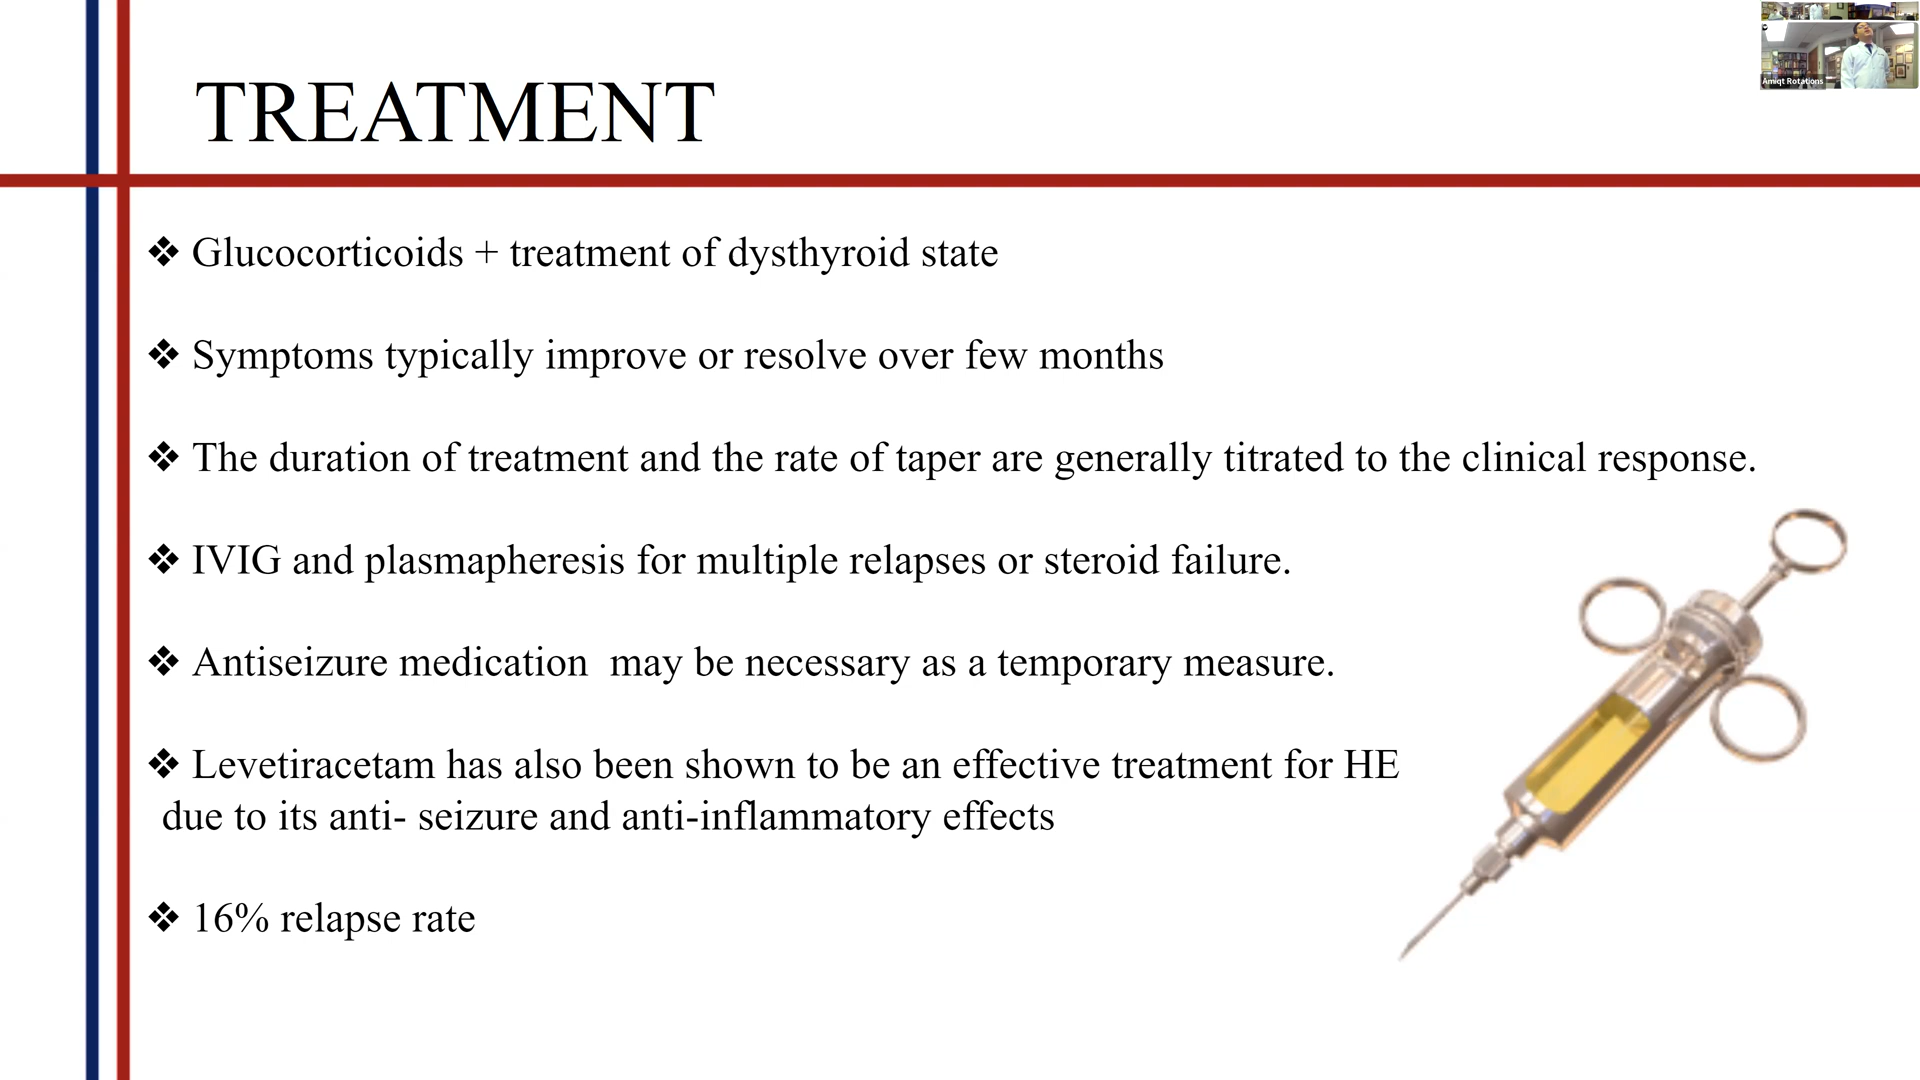 Amiqt Rotations
TREATMENT
❖ Glucocorticoids + treatment of dysthyroid state
❖ Symptoms typically improve or resolve over few months
❖ The duration of treatment and the rate of taper are generally titrated to the clinical response.
❖ IVIG and plasmapheresis for multiple relapses or steroid failure.
❖ Antiseizure medication  may be necessary as a temporary measure.
❖ Levetiracetam has also been shown to be an effective treatment for HE
due to its anti- seizure and anti-inflammatory effects
❖ 16% relapse rate